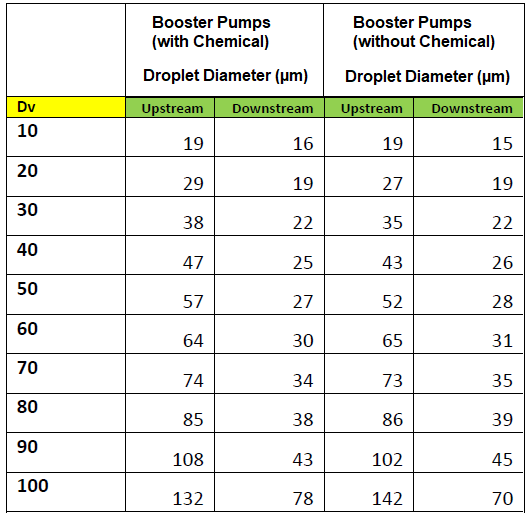 Booster Pumps Booster Pumps
(with Chemical) (without Chemical)
Droplet Diameter (µm) Droplet Diameter (µm)
Dv Upstream Downstream Upstream Downstream
10 19 16 19 15
20 29 19 27 19
30 38 22 35 22
40 47 25 43 26
50 57 27 52 28
60 64 30 65 31
70 74 34 73 35
80 85 38 86 39
90 108 43 102 45
100 132 78 142 70